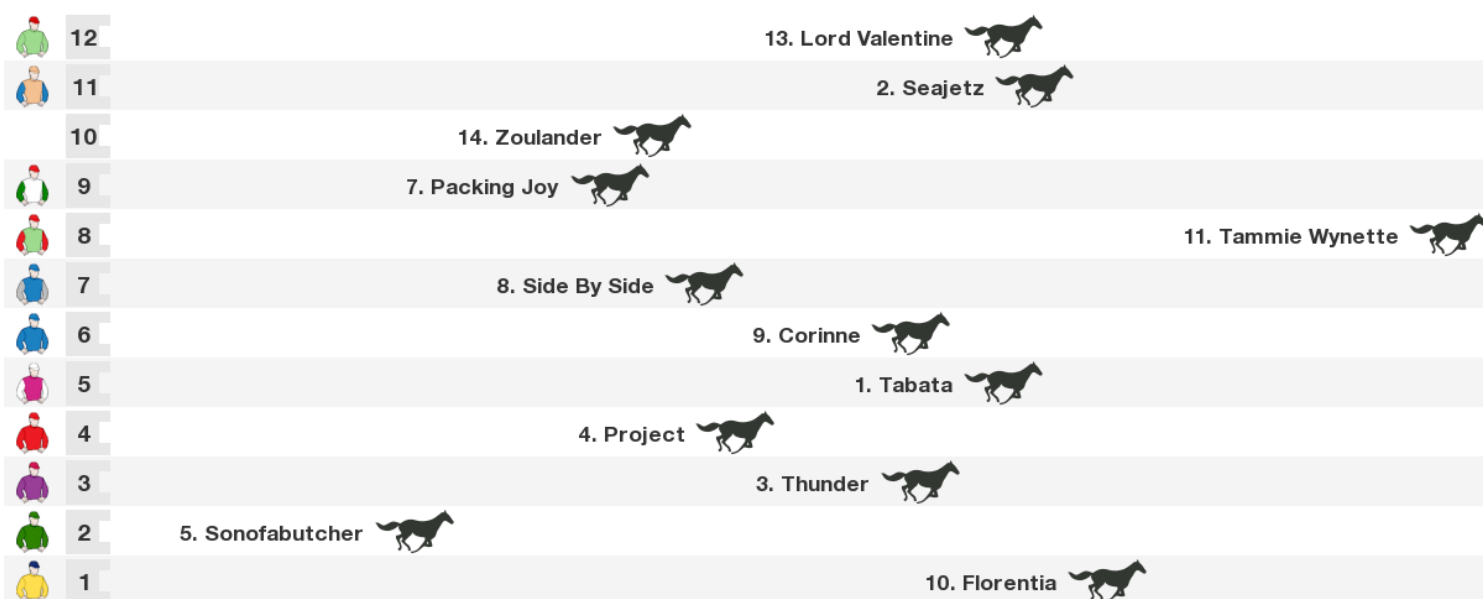 12 13. Lord Valentine
11 2. Seajetz
10 14. Zoulander
9 7. Packing Joy
8 11. Tammie Wynette
7 8. Side By Side
6 9. Corinne
5 1. Tabata
4 4. Project
3 3. Thunder
2 5. Sonofabutcher
1 10. Florentia